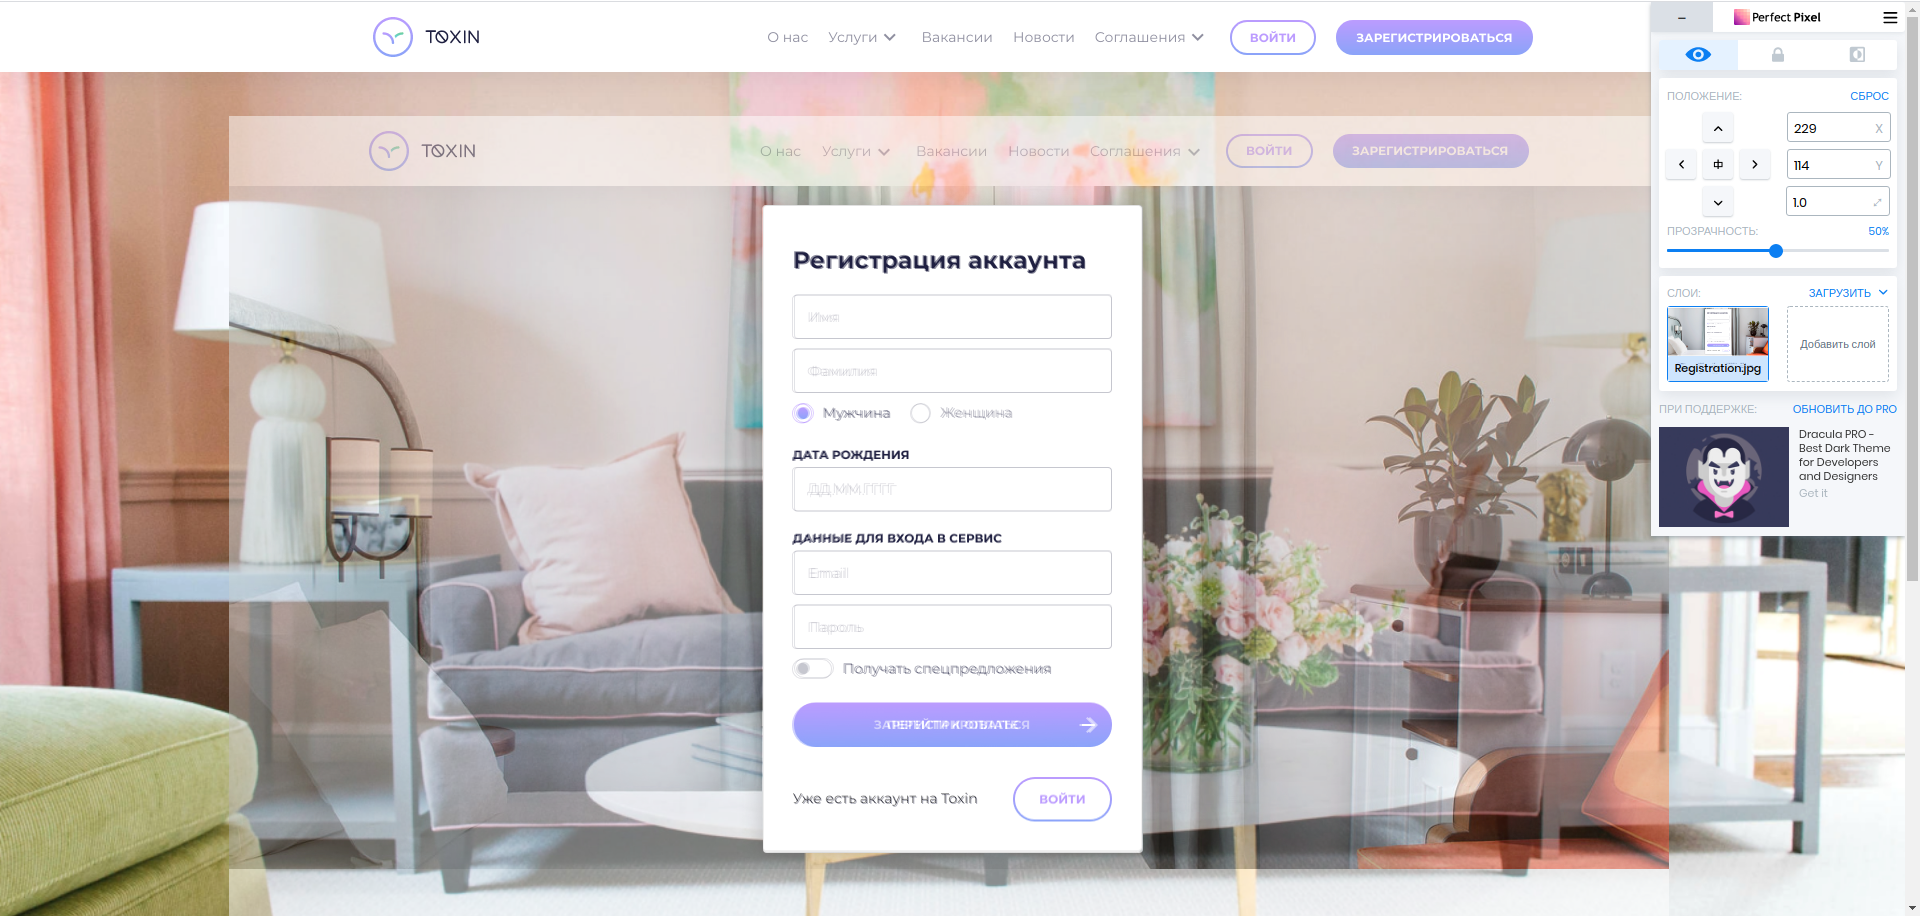 TOXIN
О нас
Услуги
Вакансии
Новости
Соглашения
ВОЙТИ
ЗАРЕГИСТРИРОВАТЬСЯ
TOXIN
О нас
Услуги
Вакансии
Новости
Соглашения
ВОЙТИ
ЗАРЕГИСТРИРОВАТЬСЯ
Регистрация аккаунта
Имя
Фамилия
Мужчина
Женщина
ДАТА РОЖДЕНИЯ
ДД.ММ.ГГГГ
ДАННЫЕ ДЛЯ ВХОДА В СЕРВИС
Email
Пароль
Получать спецпредложения
Уже есть аккаунт на Toxin
ВОЙТИ
Perfect Pixel
ПОЛОЖЕНИЕ:
СБРОС
229 X
114 Y
1.0
ПРОЗРАЧНОСТЬ:
50%
СЛОИ:
ЗАГРУЗИТЬ
Registration.jpg
Добавить слой
ПРИ ПОДДЕРЖКЕ:
ОБНОВИТЬ ДО PRO
Dracula PRO -
Best Dark Theme
for Developers
and Designers
Get it